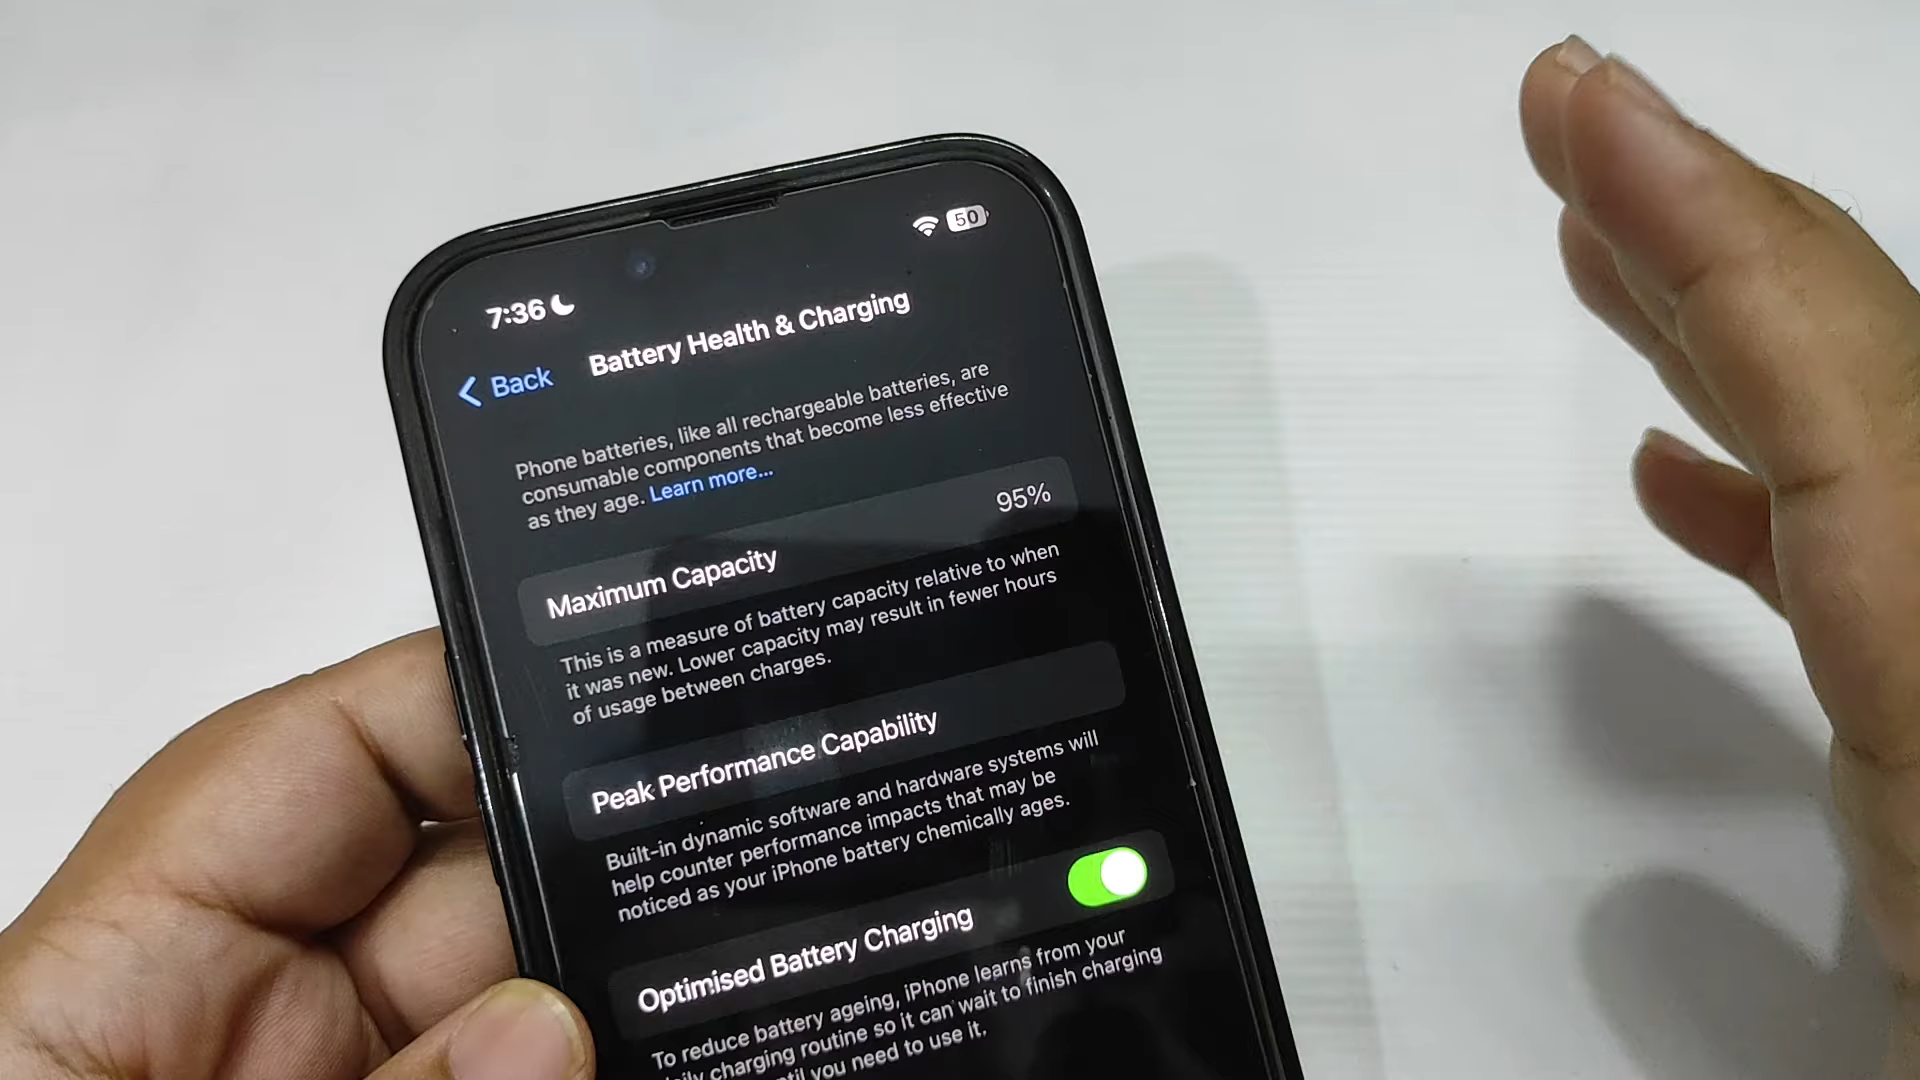 7:36
50
Back
Battery Health & Charging
Phone batteries, like all rechargeable batteries, are
consumable components that become less effective
as they age. Learn more...
Maximum Capacity 95%
This is a measure of battery capacity relative to when
it was new. Lower capacity may result in fewer hours
of usage between charges.
Peak Performance Capability
Built-in dynamic software and hardware systems will
help counter performance impacts that may be
noticed as your iPhone battery chemically ages.
Optimised Battery Charging
To reduce battery ageing, iPhone learns from your
daily charging routine so it can wait to finish charging
until you need to use it.